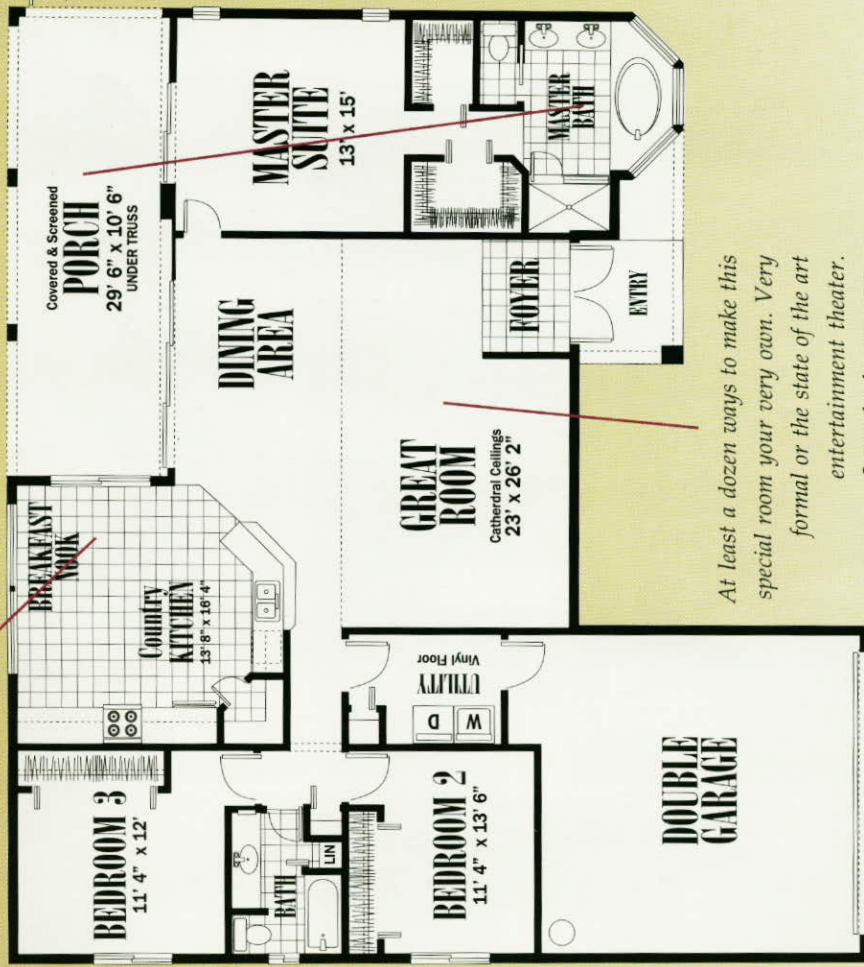 Covered & Screened
PORCH
29' 6" x 10' 6"
UNDER TRUSS
MASTER
SUITE
13' x 15'
MASTER
BATH
BREAKFAST
NOOK
Country
KITCHEN
13' 8" x 16' 4"
DINING
AREA
GREAT
ROOM
Catherdral Ceilings
23' x 26' 2"
FOYER
ENTRY
BEDROOM 3
11' 4" x 12'
BATH
LIN
BEDROOM 2
11' 4" x 13' 6"
UTILITY
Vinyl Floor
D
W
DOUBLE
GARAGE
At least a dozen ways to make this
special room your very own. Very
formal or the state of the art
entertainment theater.